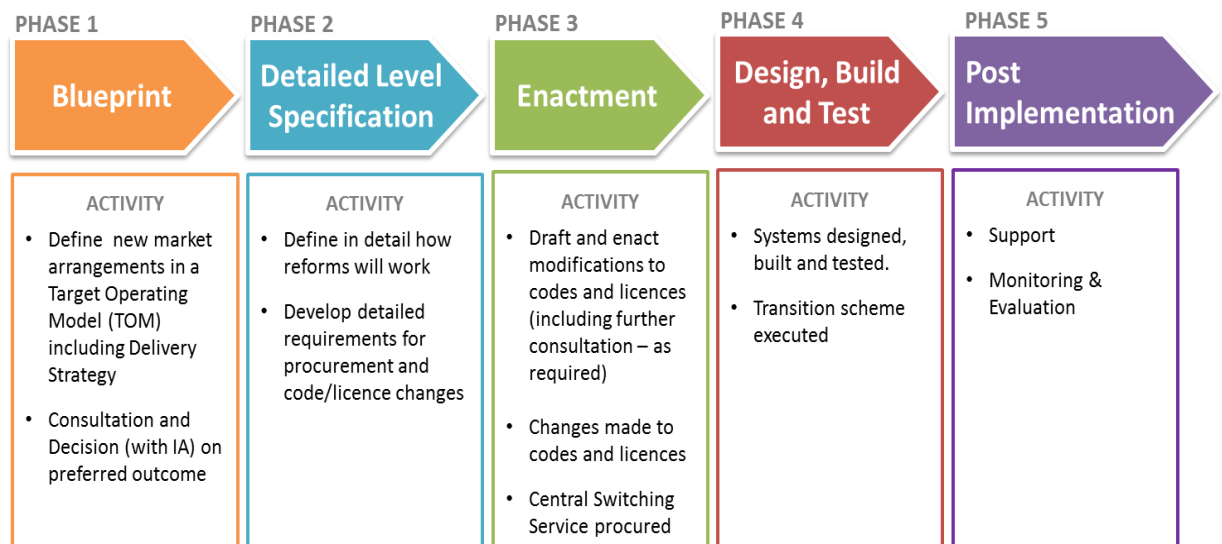 PHASE 1
Blueprint
ACTIVITY
• Define new market
arrangements in a
Target Operating
Model (TOM)
including Delivery
Strategy
• Consultation and
Decision (with IA) on
preferred outcome
PHASE 2
Detailed Level
Specification
ACTIVITY
• Define in detail how
reforms will work
• Develop detailed
requirements for
procurement and
code/licence changes
PHASE 3
Enactment
ACTIVITY
• Draft and enact
modifications to
codes and licences
(including further
consultation – as
required)
• Changes made to
codes and licences
• Central Switching
Service procured
PHASE 4
Design, Build
and Test
ACTIVITY
• Systems designed,
built and tested.
• Transition scheme
executed
PHASE 5
Post
Implementation
ACTIVITY
• Support
• Monitoring &
Evaluation